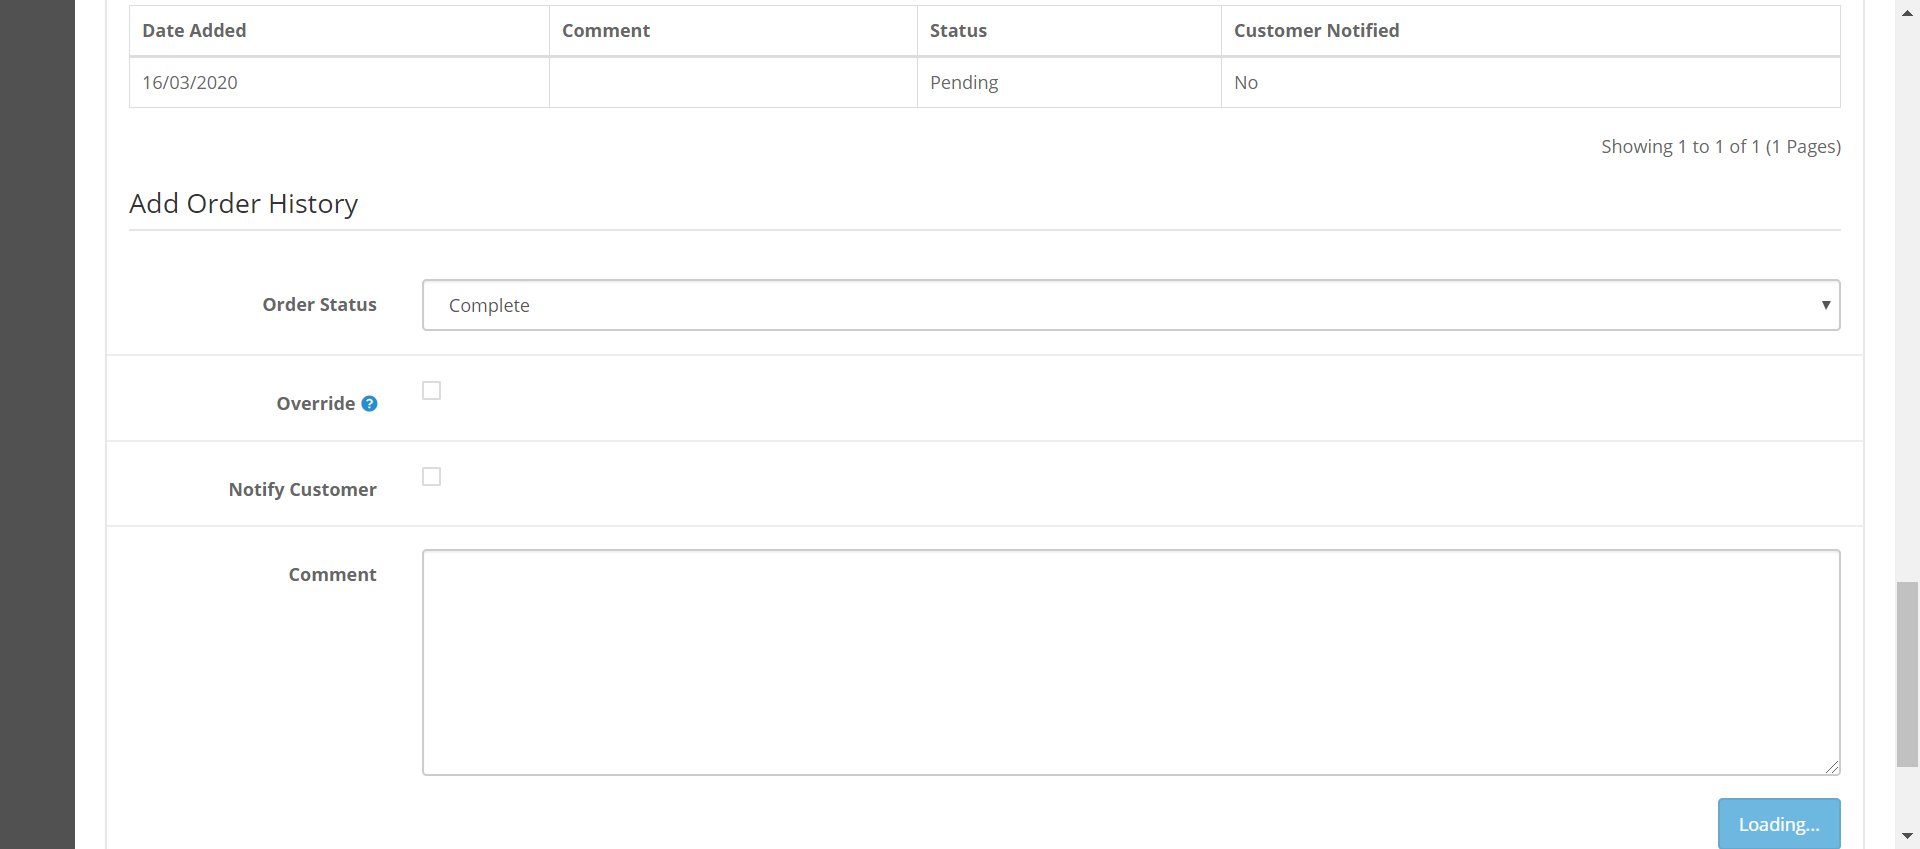 Date Added Comment Status Customer Notified
16/03/2020 Pending No
Showing 1 to 1 of 1 (1 Pages)
Add Order History
Order Status Complete
Override ?
Notify Customer
Comment
Loading...